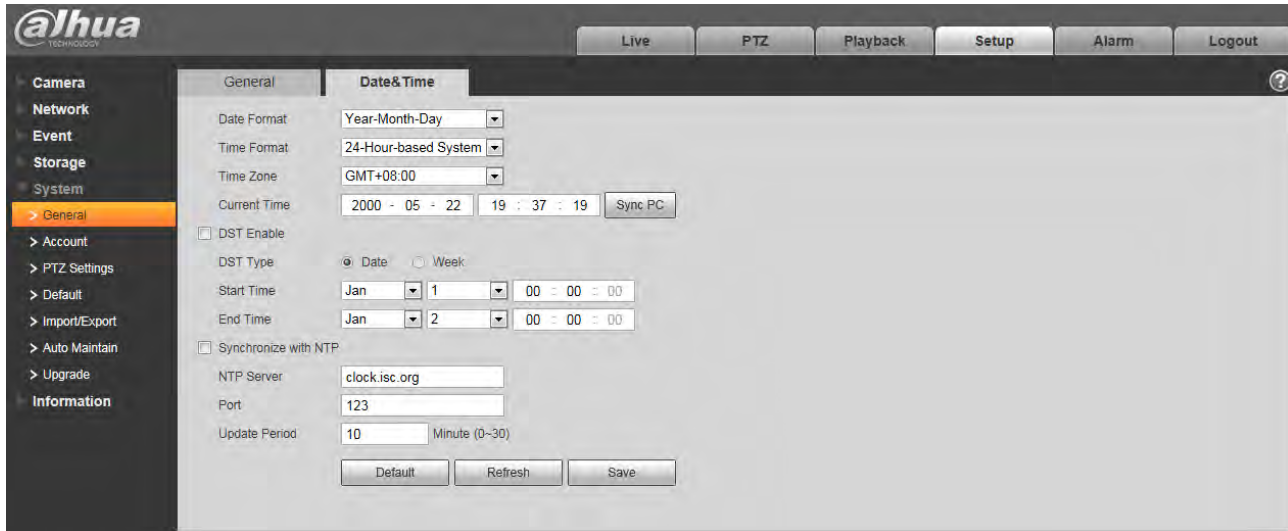 alhua
TECHNOLOGY
Live PTZ Playback Setup Alarm Logout
Camera
Network
Event
Storage
System
> General
> Account
> PTZ Settings
> Default
> Import/Export
> Auto Maintain
> Upgrade
Information
General Date&Time ?
Date Format Year-Month-Day
Time Format 24-Hour-based System
Time Zone GMT+08:00
Current Time 2000 - 05 - 22 19 : 37 : 19 Sync PC
DST Enable
DST Type Date Week
Start Time Jan 1 00 : 00 : 00
End Time Jan 2 00 : 00 : 00
Synchronize with NTP
NTP Server clock.isc.org
Port 123
Update Period 10 Minute (0~30)
Default Refresh Save